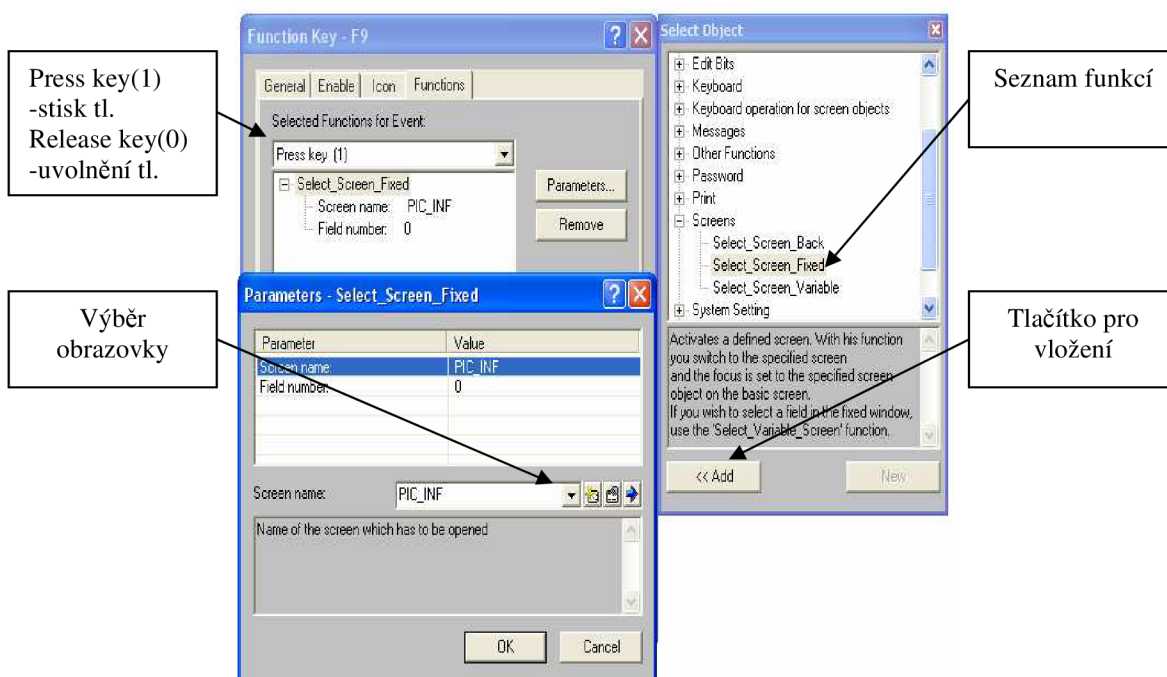 Press key(1)
-stisk tl.
Release key(0)
-uvolnění tl.
Výběr
obrazovky
Function Key - F9
General Enable Icon Functions
Selected Functions for Event:
Press key (1)
Select_Screen_Fixed
Screen name: PIC_INF
Field number: 0
Parameters...
Remove
Parameters - Select_Screen_Fixed
Parameter Value
Screen name: PIC_INF
Field number: 0
Screen name: PIC_INF
Name of the screen which has to be opened
OK Cancel
Select Object
Edit Bits
Keyboard
Keyboard operation for screen objects
Messages
Other Functions
Password
Print
Screens
Select_Screen_Back
Select_Screen_Fixed
Select_Screen_Variable
System Setting
Activates a defined screen. With his function
you switch to the specified screen
and the focus is set to the specified screen
object on the basic screen.
If you wish to select a field in the fixed window,
use the 'Select_Variable_Screen' function.
<< Add New
Seznam funkcí
Tlačítko pro
vložení